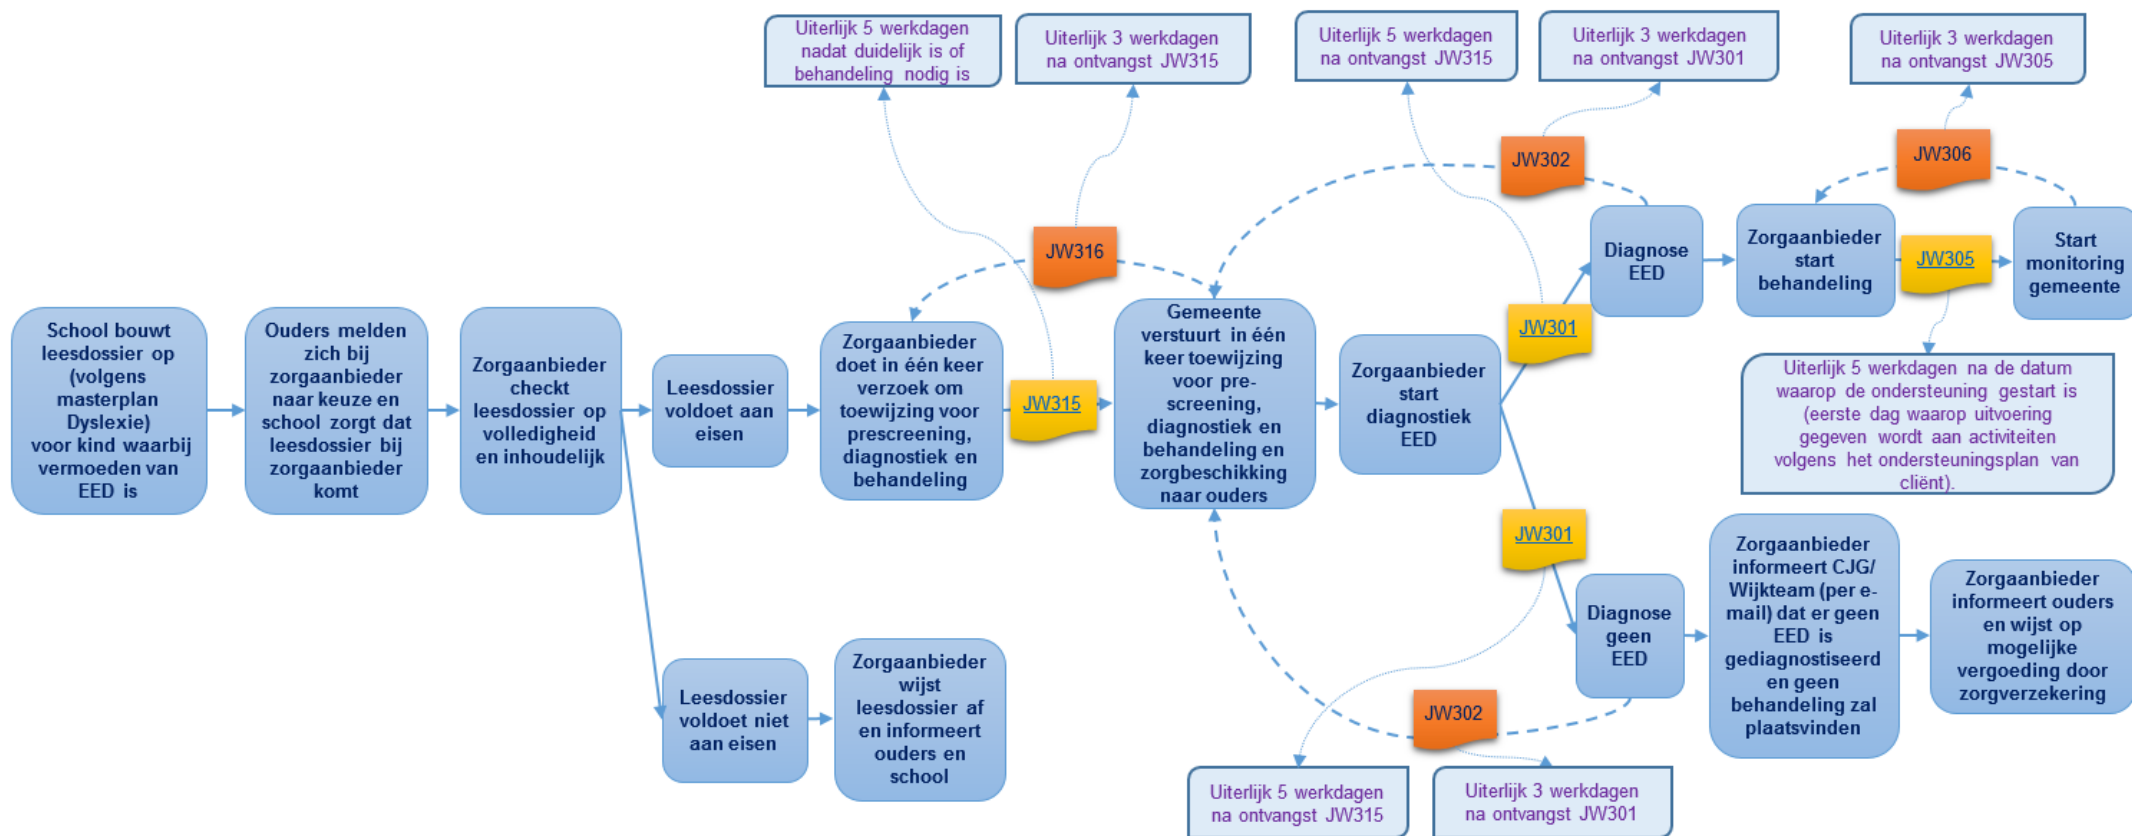 Uiterlijk 5 werkdagen
nadat duidelijk is of
behandeling nodig is
Uiterlijk 3 werkdagen
na ontvangst JW315
Uiterlijk 5 werkdagen
na ontvangst JW315
Uiterlijk 3 werkdagen
na ontvangst JW301
Uiterlijk 3 werkdagen
na ontvangst JW305
JW302
JW306
JW316
School bouwt
leesdossier op
(volgens
masterplan
Dyslexie)
voor kind waarbij
vermoeden van
EED is
Ouders melden
zich bij
zorgaanbieder
naar keuze en
school zorgt dat
leesdossier bij
zorgaanbieder
komt
Zorgaanbieder
checkt
leesdossier op
volledigheid
en inhoudelijk
Leesdossier
voldoet aan
eisen
Zorgaanbieder
doet in één keer
verzoek om
toewijzing voor
prescreening,
diagnostiek en
behandeling
JW315
Gemeente
verstuurt in één
keer toewijzing
voor pre-
screening,
diagnostiek en
behandeling en
zorgbeschikking
naar ouders
Zorgaanbieder
start
diagnostiek
EED
JW301
Diagnose
EED
Zorgaanbieder
start
behandeling
JW305
Start
monitoring
gemeente
Uiterlijk 5 werkdagen na de datum
waarop de ondersteuning gestart is
(eerste dag waarop uitvoering
gegeven wordt aan activiteiten
volgens het ondersteuningsplan van
cliënt).
JW301
Diagnose
geen
EED
Zorgaanbieder
informeert CJG/
Wijkteam (per e-
mail) dat er geen
EED is
gediagnostiseerd
en geen
behandeling zal
plaatsvinden
Zorgaanbieder
informeert ouders
en wijst op
mogelijke
vergoeding door
zorgverzekering
Leesdossier
voldoet niet
aan eisen
Zorgaanbieder
wijst
leesdossier af
en informeert
ouders en
school
JW302
Uiterlijk 5 werkdagen
na ontvangst JW315
Uiterlijk 3 werkdagen
na ontvangst JW301